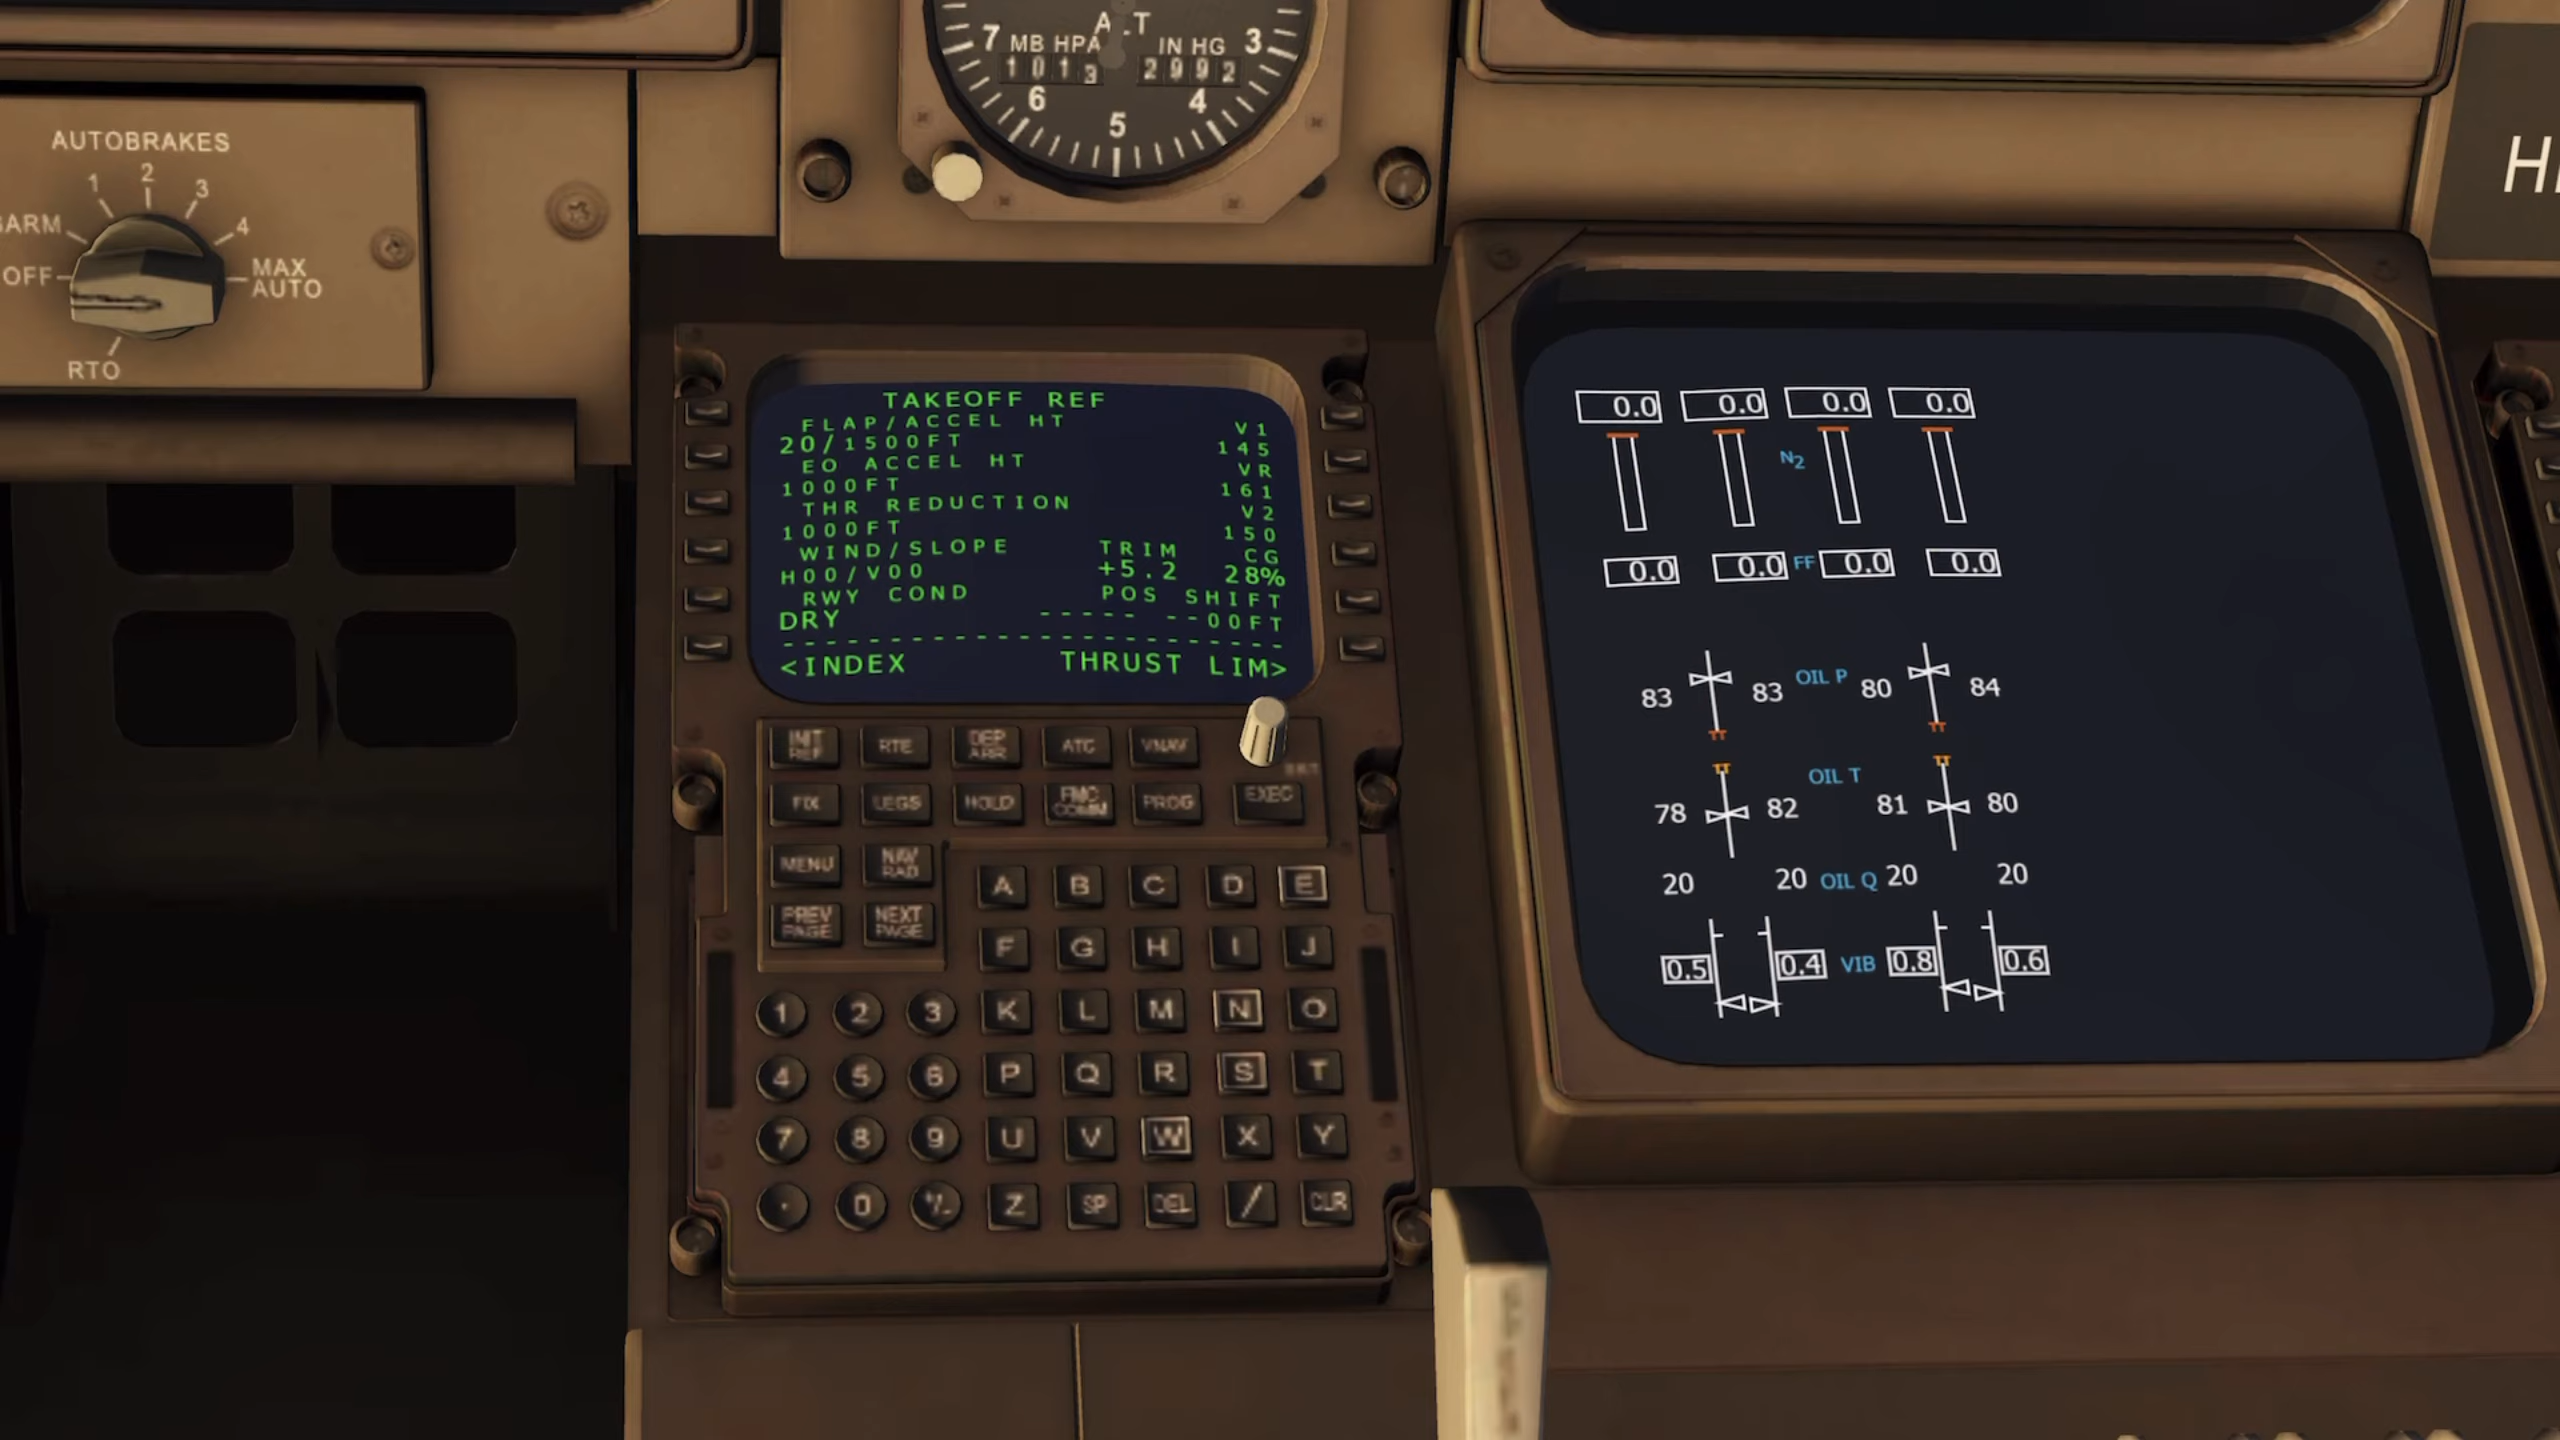 ALT
7 MB HPA IN HG 3
1013 2992
6 4
5
AUTOBRAKES
1 2 3 4
OFF
MAX
AUTO
RTO
TAKEOFF REF
FLAP/ACCEL HT V1
20/1500FT 145
EO ACCEL HT VR
1000FT 161
THR REDUCTION V2
1000FT 150
WIND/SLOPE TRIM CG
H00/V00 +5.2 28%
RWY COND POS SHIFT
DRY ----- --00FT
------------------------
<INDEX THRUST LIM>
INIT REF RTE DEP ARR ATC VNAV
FIX LEGS HOLD FMC COMM PROG EXEC
MENU NAV RAD
PREV PAGE NEXT PAGE
A B C D E
F G H I J
1 2 3 K L M N O
4 5 6 P Q R S T
7 8 9 U V W X Y
. 0 +/- Z SP DEL / CLR
0.0 0.0 0.0 0.0
N2
0.0 0.0 FF 0.0 0.0
83 83 OIL P 80 84
OIL T
78 82 81 80
20 20 OIL Q 20 20
0.5 0.4 VIB 0.8 0.6